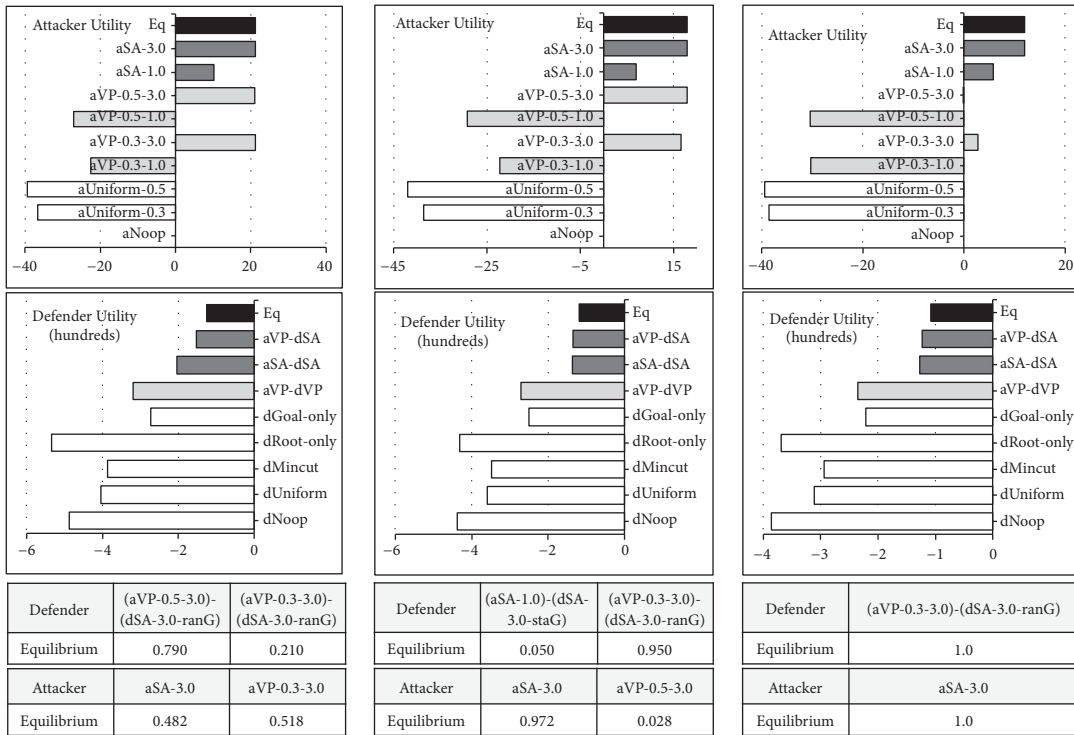 Attacker Utility
Eq
aSA-3.0
aSA-1.0
aVP-0.5-3.0
aVP-0.5-1.0
aVP-0.3-3.0
aVP-0.3-1.0
aUniform-0.5
aUniform-0.3
aNoop
−40 −20 0 20 40
Attacker Utility
Eq
aSA-3.0
aSA-1.0
aVP-0.5-3.0
aVP-0.5-1.0
aVP-0.3-3.0
aVP-0.3-1.0
aUniform-0.5
aUniform-0.3
aNoop
−45 −25 −5 15
Attacker Utility
Eq
aSA-3.0
aSA-1.0
aVP-0.5-3.0
aVP-0.5-1.0
aVP-0.3-3.0
aVP-0.3-1.0
aUniform-0.5
aUniform-0.3
aNoop
−40 −20 0 20
Defender Utility
(hundreds)
Eq
aVP-dSA
aSA-dSA
aVP-dVP
dGoal-only
dRoot-only
dMincut
dUniform
dNoop
−6 −4 −2 0
Defender Utility
(hundreds)
Eq
aVP-dSA
aSA-dSA
aVP-dVP
dGoal-only
dRoot-only
dMincut
dUniform
dNoop
−6 −4 −2 0
Defender Utility
(hundreds)
Eq
aVP-dSA
aSA-dSA
aVP-dVP
dGoal-only
dRoot-only
dMincut
dUniform
dNoop
−4 −3 −2 −1 0
Defender (aVP-0.5-3.0)-(dSA-3.0-ranG) (aVP-0.3-3.0)-(dSA-3.0-ranG)
Equilibrium 0.790 0.210
Attacker aSA-3.0 aVP-0.3-3.0
Equilibrium 0.482 0.518
Defender (aSA-1.0)-(dSA-3.0-staG) (aVP-0.3-3.0)-(dSA-3.0-ranG)
Equilibrium 0.050 0.950
Attacker aSA-3.0 aVP-0.5-3.0
Equilibrium 0.972 0.028
Defender (aVP-0.3-3.0)-(dSA-3.0-ranG)
Equilibrium 1.0
Attacker aSA-3.0
Equilibrium 1.0